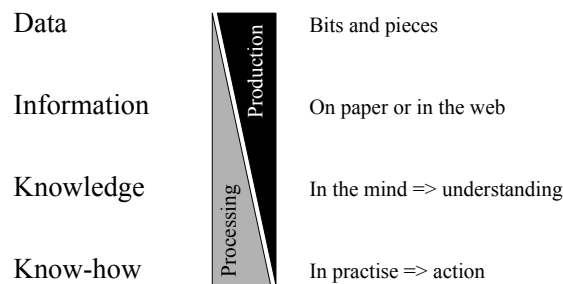 Data
Bits and pieces
Production
Information
On paper or in the web
Knowledge
In the mind => understanding
Processing
Know-how
In practise => action